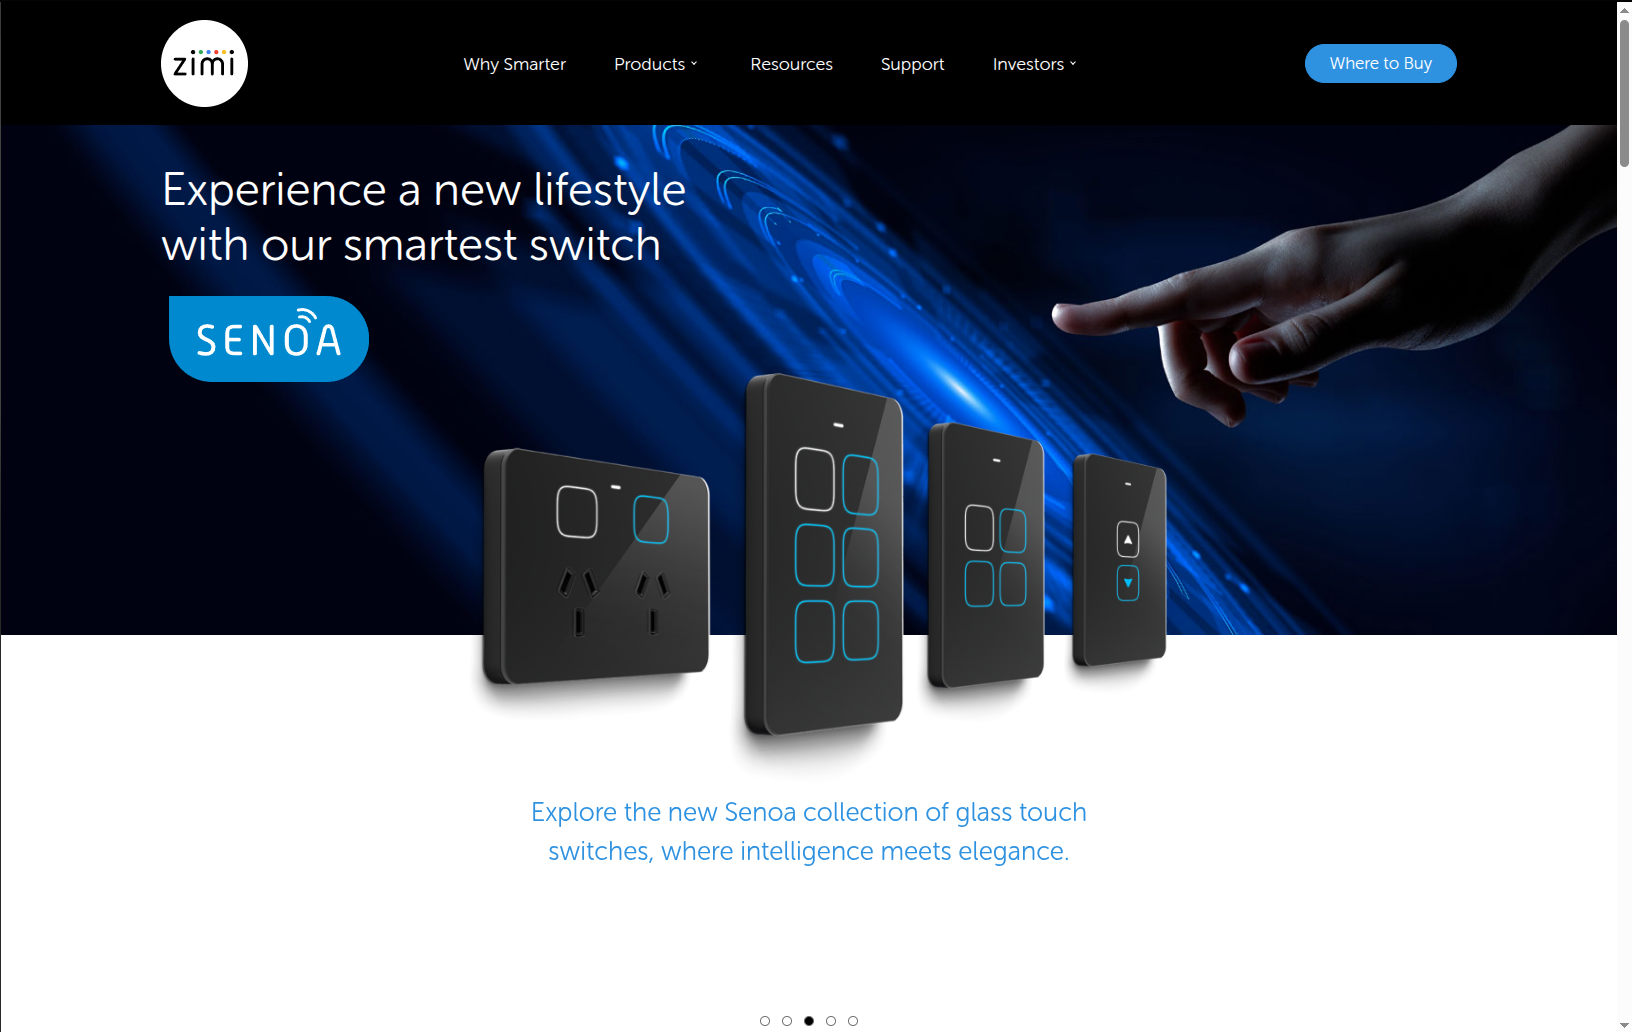 zimi
Why Smarter
Products
Resources
Support
Investors
Where to Buy
Experience a new lifestyle
with our smartest switch
SENOA
Explore the new Senoa collection of glass touch
switches, where intelligence meets elegance.